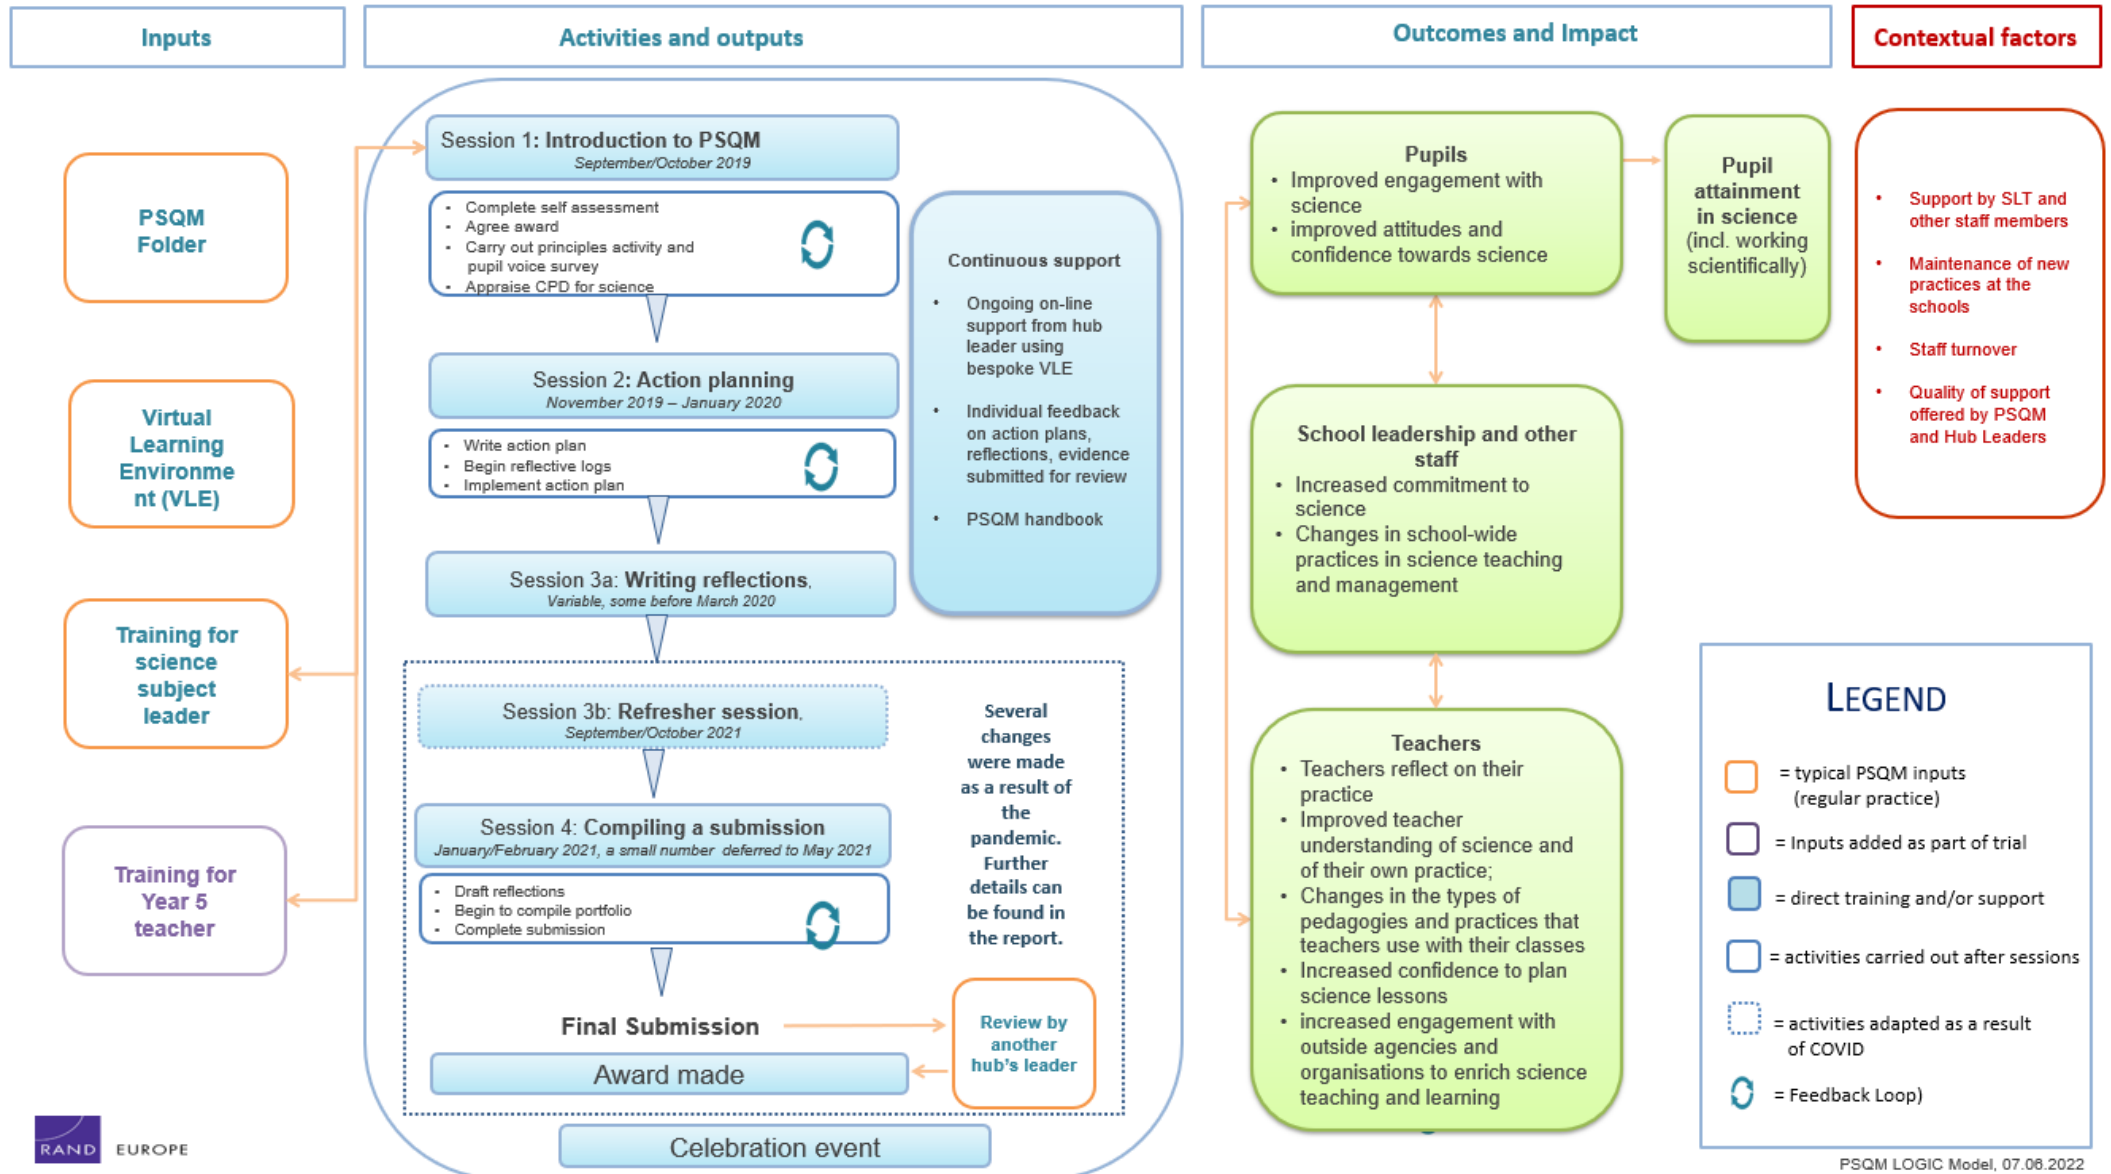 Inputs
Activities and outputs
Outcomes and Impact
Contextual factors
PSQM
Folder
Virtual
Learning
Environme
nt (VLE)
Training for
science
subject
leader
Training for
Year 5
teacher
Session 1: Introduction to PSQM
September/October 2019
• Complete self assessment
• Agree award
• Carry out principles activity and
pupil voice survey
• Appraise CPD for science
Session 2: Action planning
November 2019 – January 2020
• Write action plan
• Begin reflective logs
• Implement action plan
Session 3a: Writing reflections,
Variable, some before March 2020
Continuous support
• Ongoing on-line
support from hub
leader using
bespoke VLE
• Individual feedback
on action plans,
reflections, evidence
submitted for review
• PSQM handbook
Session 3b: Refresher session,
September/October 2021
Session 4: Compiling a submission
January/February 2021, a small number deferred to May 2021
• Draft reflections
• Begin to compile portfolio
• Complete submission
Several
changes
were made
as a result of
the
pandemic.
Further
details can
be found in
the report.
Final Submission
Review by
another
hub's leader
Award made
Celebration event
Pupils
• Improved engagement with
science
• improved attitudes and
confidence towards science
Pupil
attainment
in science
(incl. working
scientifically)
School leadership and other
staff
• Increased commitment to
science
• Changes in school-wide
practices in science teaching
and management
Teachers
• Teachers reflect on their
practice
• Improved teacher
understanding of science and
of their own practice;
• Changes in the types of
pedagogies and practices that
teachers use with their classes
• Increased confidence to plan
science lessons
• increased engagement with
outside agencies and
organisations to enrich science
teaching and learning
• Support by SLT and
other staff members
• Maintenance of new
practices at the
schools
• Staff turnover
• Quality of support
offered by PSQM
and Hub Leaders
LEGEND
= typical PSQM inputs
(regular practice)
= Inputs added as part of trial
= direct training and/or support
= activities carried out after sessions
= activities adapted as a result
of COVID
= Feedback Loop)
RAND EUROPE
PSQM LOGIC Model, 07.06.2022